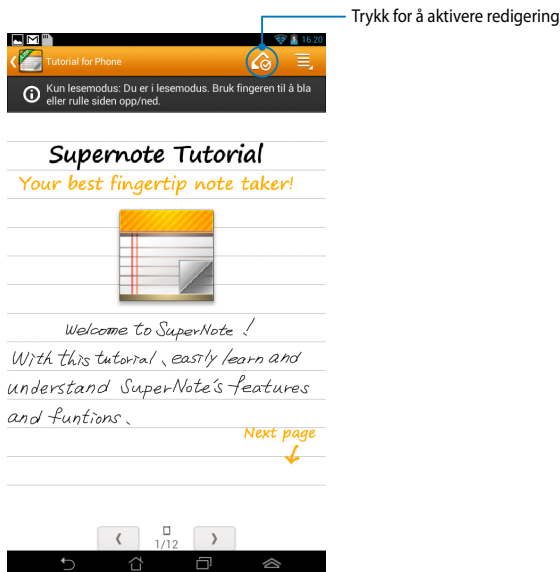 Trykk for å aktivere redigering
16.20
Tutorial for Phone
Kun lesemodus: Du er i lesemodus. Bruk fingeren til å bla
eller rulle siden opp/ned.
Supernote Tutorial
Your best fingertip note taker!
Welcome to SuperNote !
With this tutorial、easily learn and
understand SuperNote's features
and funtions、
Next page
1/12